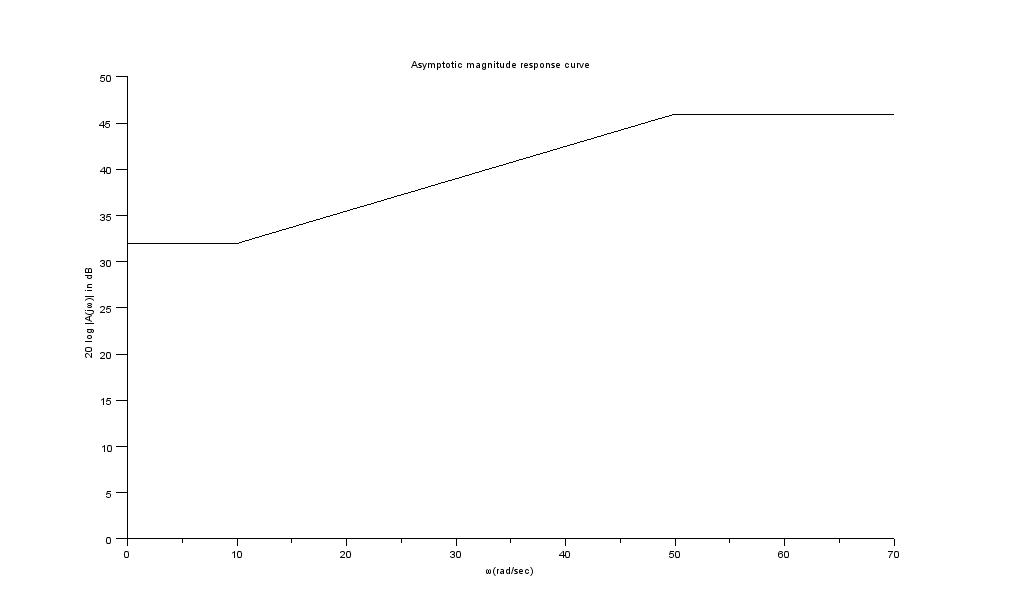 Asymptotic magnitude response curve
50
45
40
35
30
25
20
15
10
5
0
20 log |A(jω)| in dB
0 10 20 30 40 50 60 70
ω(rad/sec)